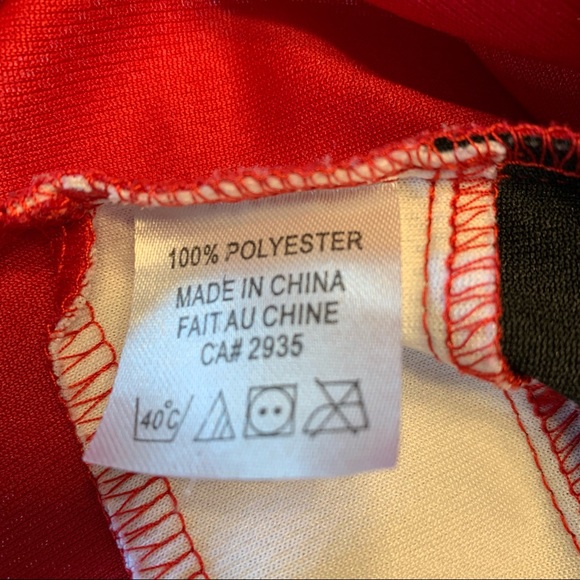 100% POLYESTER
MADE IN CHINA
FAIT AU CHINE
CA# 2935
40°C